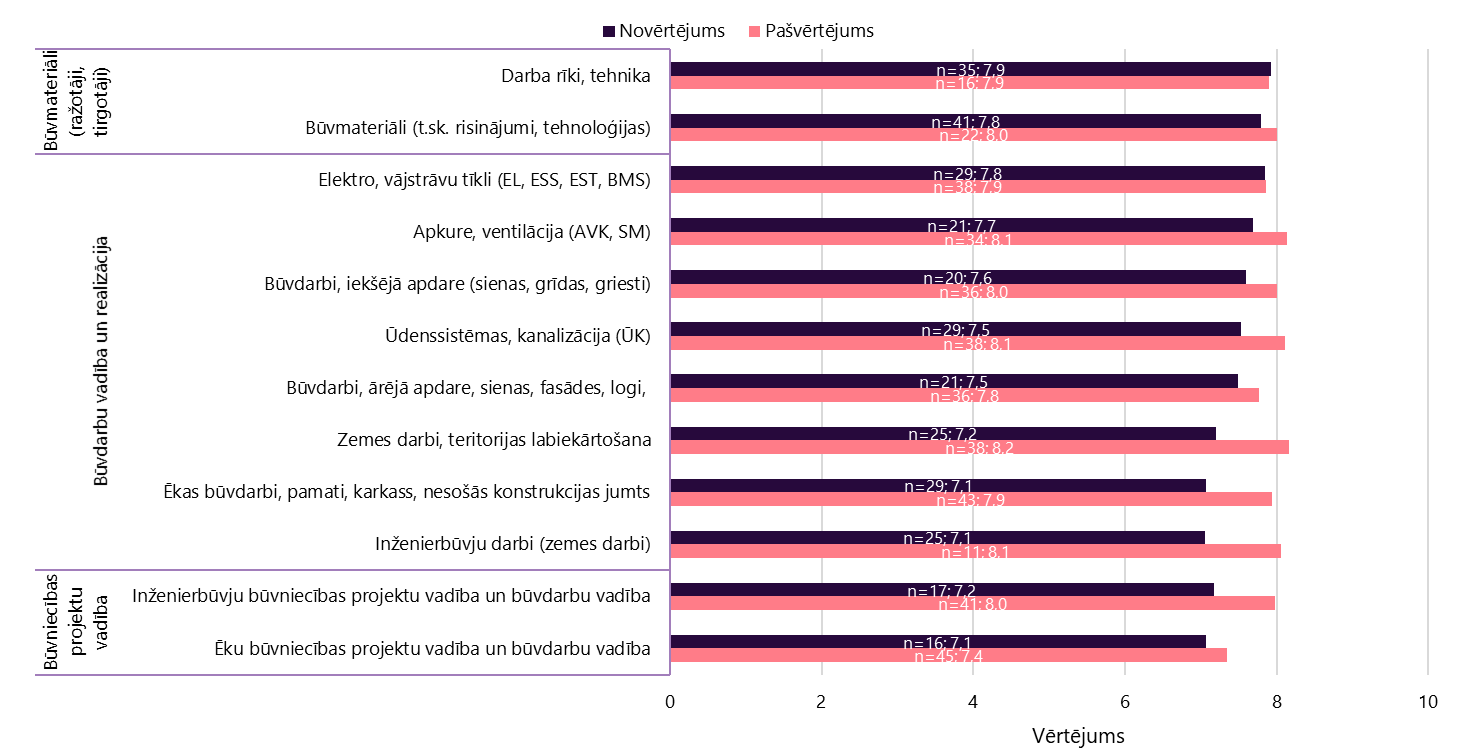 Novērtējums Pašvērtējums
Būvmateriāli
(ražotāji,
tirgotāji)
Darba rīki, tehnika
n=35; 7,9
n=16; 7,9
Būvmateriāli (t.sk. risinājumi, tehnoloģijas)
n=41; 7,8
n=22; 8,0
Būvdarbu vadība un realizācija
Elektro, vājstrāvu tīkli (EL, ESS, EST, BMS)
n=29; 7,8
n=38; 7,9
Apkure, ventilācija (AVK, SM)
n=21; 7,7
n=34; 8,1
Būvdarbi, iekšējā apdare (sienas, grīdas, griesti)
n=20; 7,6
n=36; 8,0
Ūdenssistēmas, kanalizācija (ŪK)
n=29; 7,5
n=38; 8,1
Būvdarbi, ārējā apdare, sienas, fasādes, logi,
n=21; 7,5
n=36; 7,8
Zemes darbi, teritorijas labiekārtošana
n=25; 7,2
n=38; 8,2
Ēkas būvdarbi, pamati, karkass, nesošās konstrukcijas jumts
n=29; 7,1
n=43; 7,9
Inženierbūvju darbi (zemes darbi)
n=25; 7,1
n=11; 8,1
Būvniecības
projektu
vadība
Inženierbūvju būvniecības projektu vadība un būvdarbu vadība
n=17; 7,2
n=41; 8,0
Ēku būvniecības projektu vadība un būvdarbu vadība
n=16; 7,1
n=45; 7,4
0 2 4 6 8 10
Vērtējums